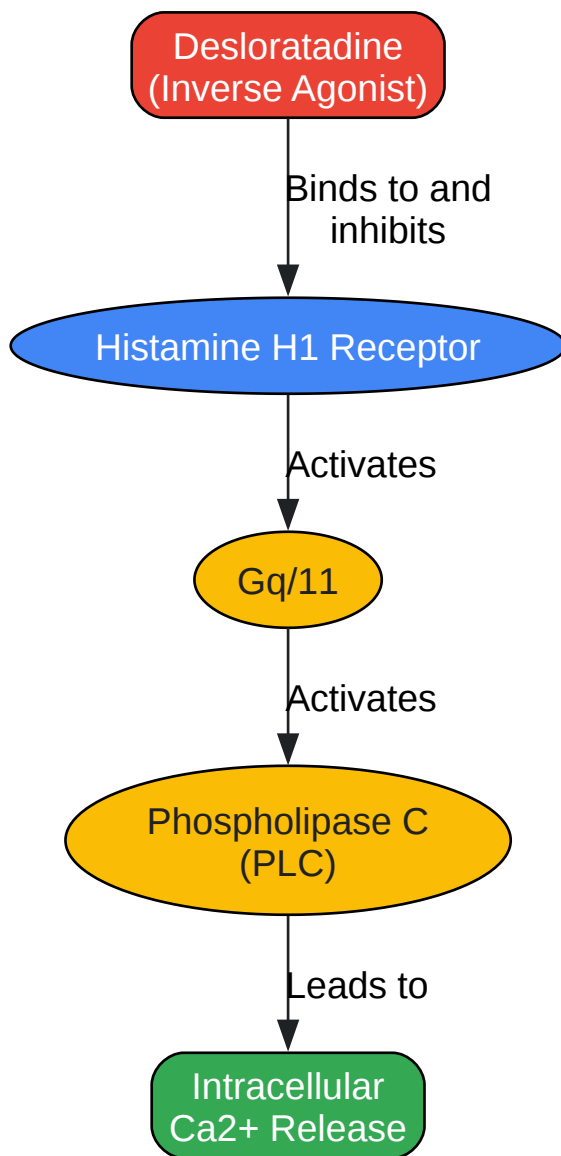 Desloratadine
(Inverse Agonist)
Binds to and
inhibits
Histamine H1 Receptor
Activates
Gq/11
Activates
Phospholipase C
(PLC)
Leads to
Intracellular
Ca2+ Release